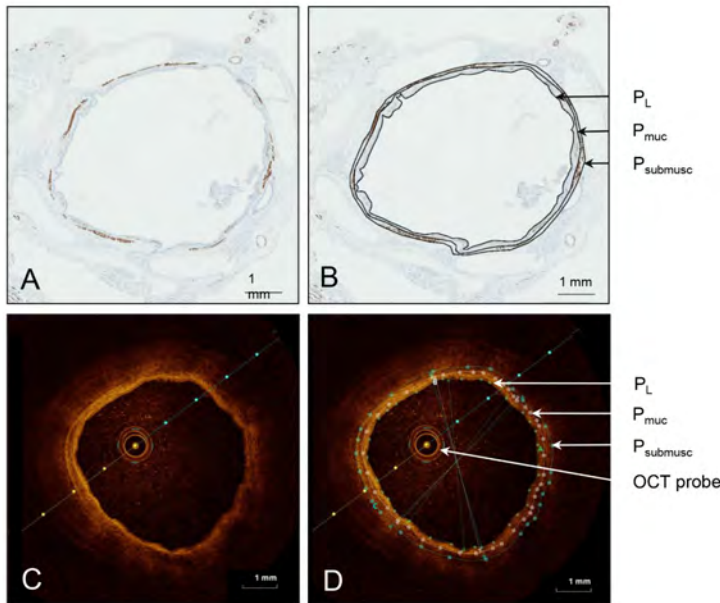 A
1
mm
B
1 mm
P_L
P_muc
P_submusc
C
1 mm
D
1 mm
P_L
P_muc
P_submusc
OCT probe